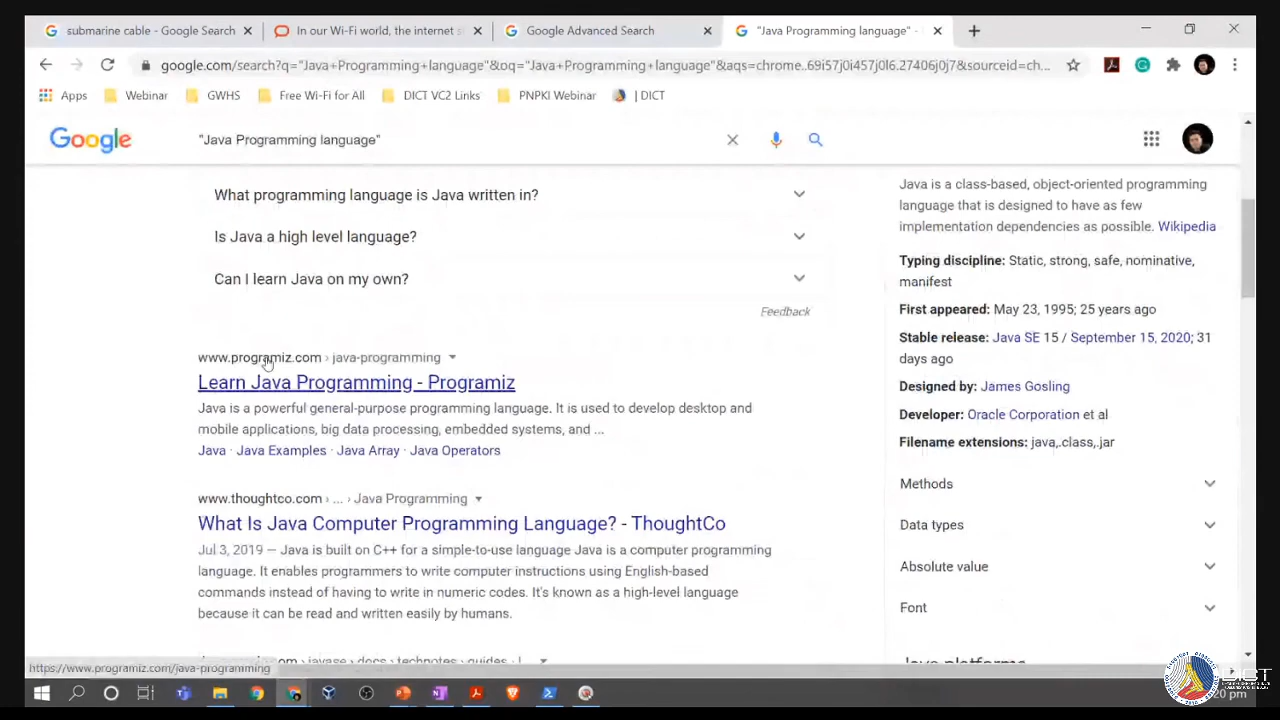 submarine cable - Google Search
In our Wi-Fi world, the internet s
Google Advanced Search
"Java Programming language" -
google.com/search?q="Java+Programming+language"&oq="Java+Programming+language"&aqs=chrome..69i57j0i457j0l6.27406j0j7&sourceid=ch...
Apps
Webinar
GWHS
Free Wi-Fi for All
DICT VC2 Links
PNPKI Webinar
| DICT
Google
"Java Programming language"
What programming language is Java written in?
Is Java a high level language?
Can I learn Java on my own?
Feedback
www.programiz.com › java-programming
Learn Java Programming - Programiz
Java is a powerful general-purpose programming language. It is used to develop desktop and
mobile applications, big data processing, embedded systems, and ...
Java · Java Examples · Java Array · Java Operators
www.thoughtco.com › ... › Java Programming
What Is Java Computer Programming Language? - ThoughtCo
Jul 3, 2019 — Java is built on C++ for a simple-to-use language Java is a computer programming
language. It enables programmers to write computer instructions using English-based
commands instead of having to write in numeric codes. It's known as a high-level language
because it can be read and written easily by humans.
Java is a class-based, object-oriented programming
language that is designed to have as few
implementation dependencies as possible. Wikipedia
Typing discipline: Static, strong, safe, nominative,
manifest
First appeared: May 23, 1995; 25 years ago
Stable release: Java SE 15 / September 15, 2020; 31
days ago
Designed by: James Gosling
Developer: Oracle Corporation et al
Filename extensions: java,.class,.jar
Methods
Data types
Absolute value
Font
https://www.programiz.com/java-programming
DICT